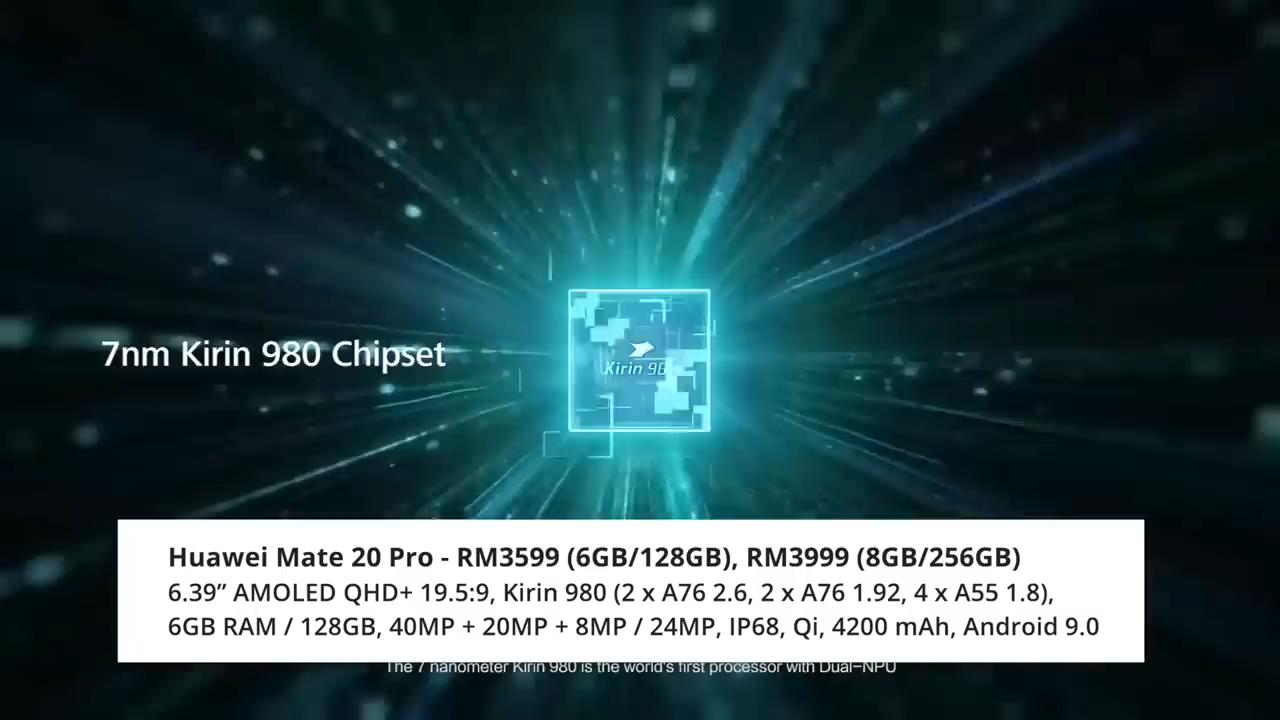 7nm Kirin 980 Chipset
Kirin 98
Huawei Mate 20 Pro - RM3599 (6GB/128GB), RM3999 (8GB/256GB)
6.39” AMOLED QHD+ 19.5:9, Kirin 980 (2 x A76 2.6, 2 x A76 1.92, 4 x A55 1.8),
6GB RAM / 128GB, 40MP + 20MP + 8MP / 24MP, IP68, Qi, 4200 mAh, Android 9.0
The 7 nanometer Kirin 980 is the world's first processor with Dual-NPU